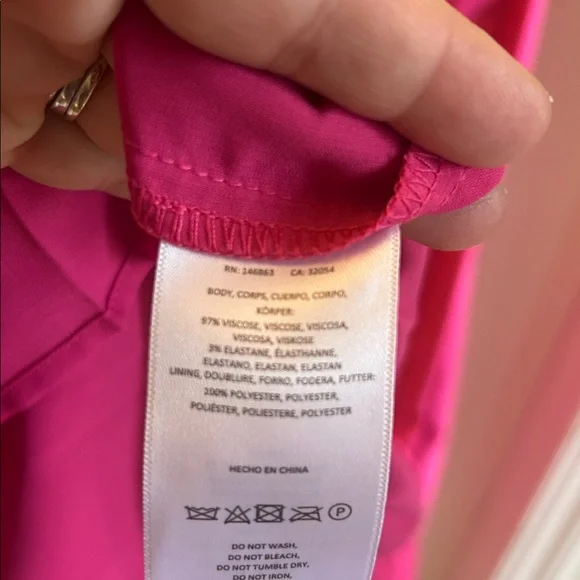 RN: 146863 CA: 32054
BODY, CORPS, CUERPO, CORPO,
KÖRPER:
97% VISCOSE, VISCOSE, VISCOSA,
VISCOSA, VISKOSE
3% ELASTANE, ÉLASTHANNE,
ELASTANO, ELASTAN, ELASTAN
LINING, DOUBLURE, FORRO, FODERA, FUTTER:
100% POLYESTER, POLYESTER,
POLIÉSTER, POLIESTERE, POLYESTER
HECHO EN CHINA
P
DO NOT WASH,
DO NOT BLEACH,
DO NOT TUMBLE DRY,
DO NOT IRON,